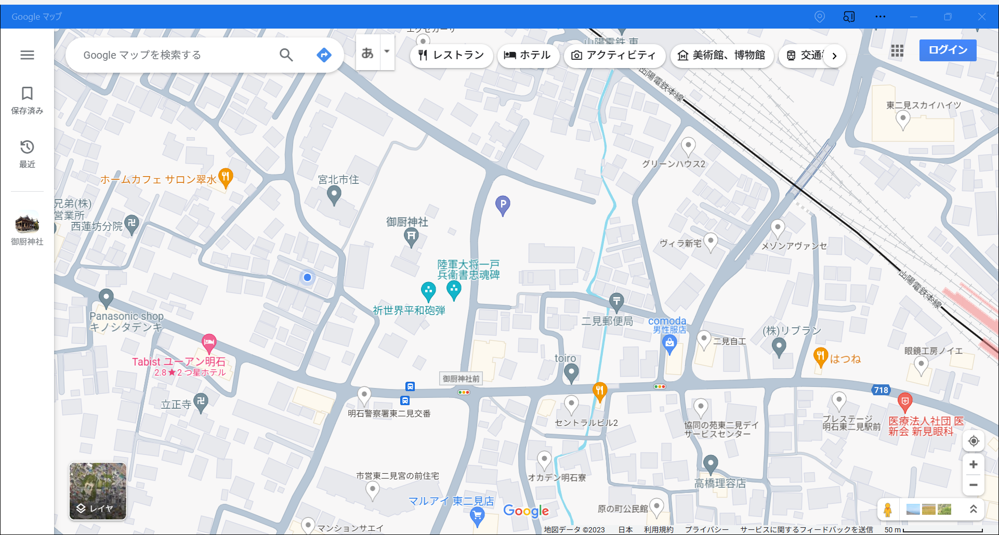 Google マップ
Google マップを検索する
あ
レストラン
ホテル
アクティビティ
美術館、博物館
交通
ログイン
保存済み
最近
御厨神社
山陽電鉄 東
山陽電鉄本線
東二見スカイハイツ
グリーンハウス2
ホームカフェ サロン翠水
宮北市住
兄弟(株)
営業所
西蓮坊分院
御厨神社
P
ヴィラ新宅
メゾンアヴァンセ
陸軍大将一戸
兵衛書忠魂碑
祈世界平和砲弾
山陽電鉄本線
Panasonic shop
キノシタデンキ
二見郵便局
comoda
男性服店
(株)リブラン
二見自工
眼鏡工房ノイエ
はつね
Tabist ユーアン明石
2.8★2 つ星ホテル
toiro
御厨神社前
718
立正寺
明石警察署東二見交番
セントラルビル2
協同の苑東二見デイ
サービスセンター
プレステージ
明石東二見駅前
医療法人社団 医
新会 新見眼科
市営東二見宮の前住宅
オカデン明石寮
高橋理容店
マルアイ 東二見店
原の町公民館
レイヤ
マンションサエイ
Google
地図データ ©2023 日本 利用規約 プライバシー サービスに関するフィードバックを送信 50 m